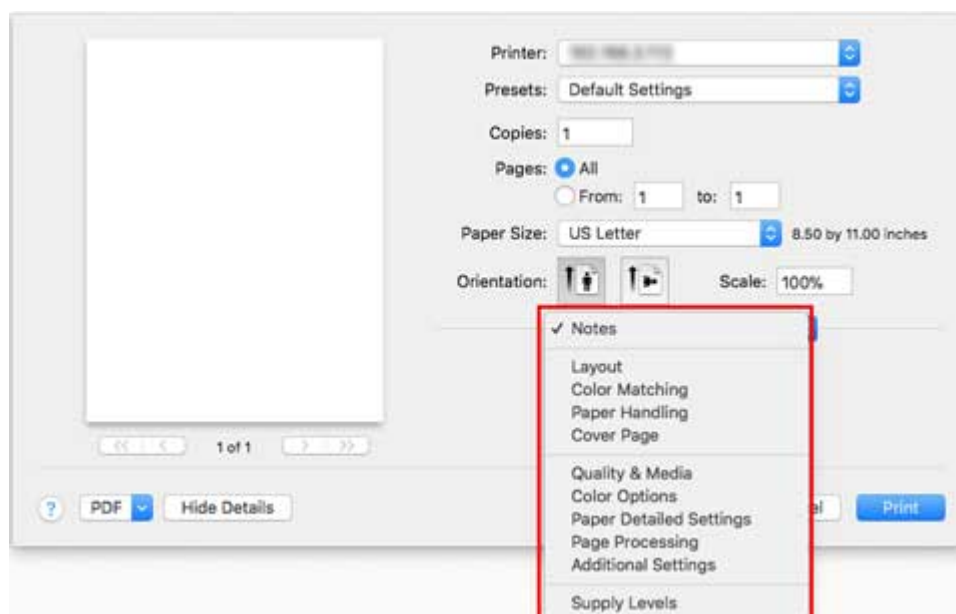 Printer:
Presets: Default Settings
Copies: 1
Pages: All
From: 1 to: 1
Paper Size: US Letter 8.50 by 11.00 inches
Orientation: Scale: 100%
✓ Notes
Layout
Color Matching
Paper Handling
Cover Page
1 of 1
Quality & Media
Color Options
? PDF Hide Details Print
Paper Detailed Settings
Page Processing
Additional Settings
Supply Levels